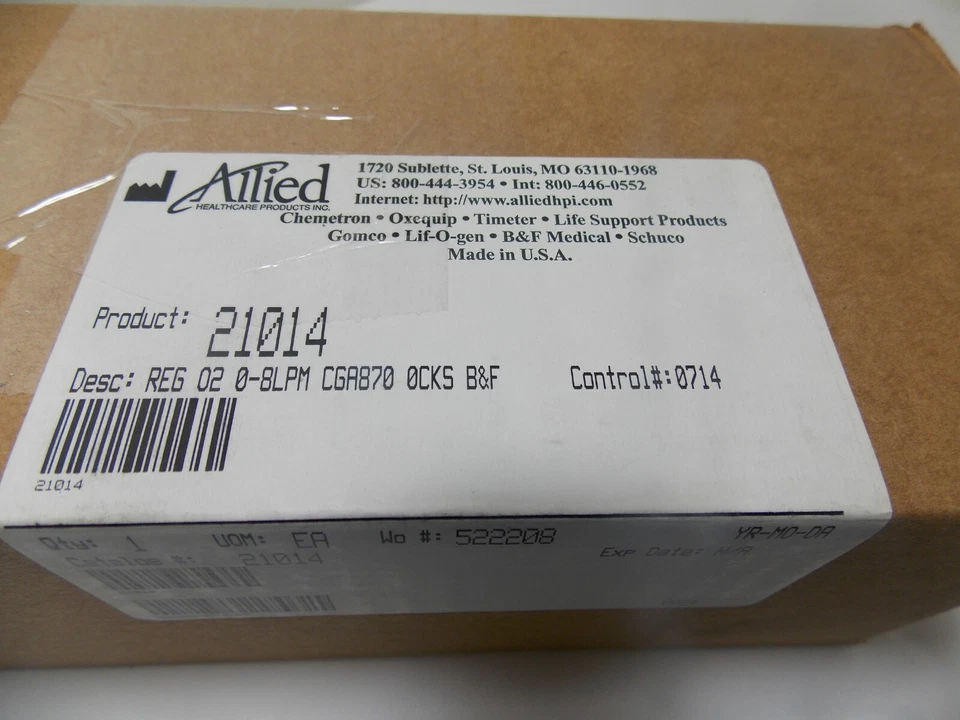 Allied
HEALTHCARE PRODUCTS INC.
1720 Sublette, St. Louis, MO 63110-1968
US: 800-444-3954 • Int: 800-446-0552
Internet: http://www.alliedhpi.com
Chemetron • Oxequip • Timeter • Life Support Products
Gomco • Lif-O-gen • B&F Medical • Schuco
Made in U.S.A.
Product: 21014
Desc: REG O2 0-8LPM CGA870 0CKS B&F Control#:0714
21014
Qty: 1 UOM: EA Wo #: 522208 YR-MO-DA
Catalog #: 21014 Exp Date: N/A